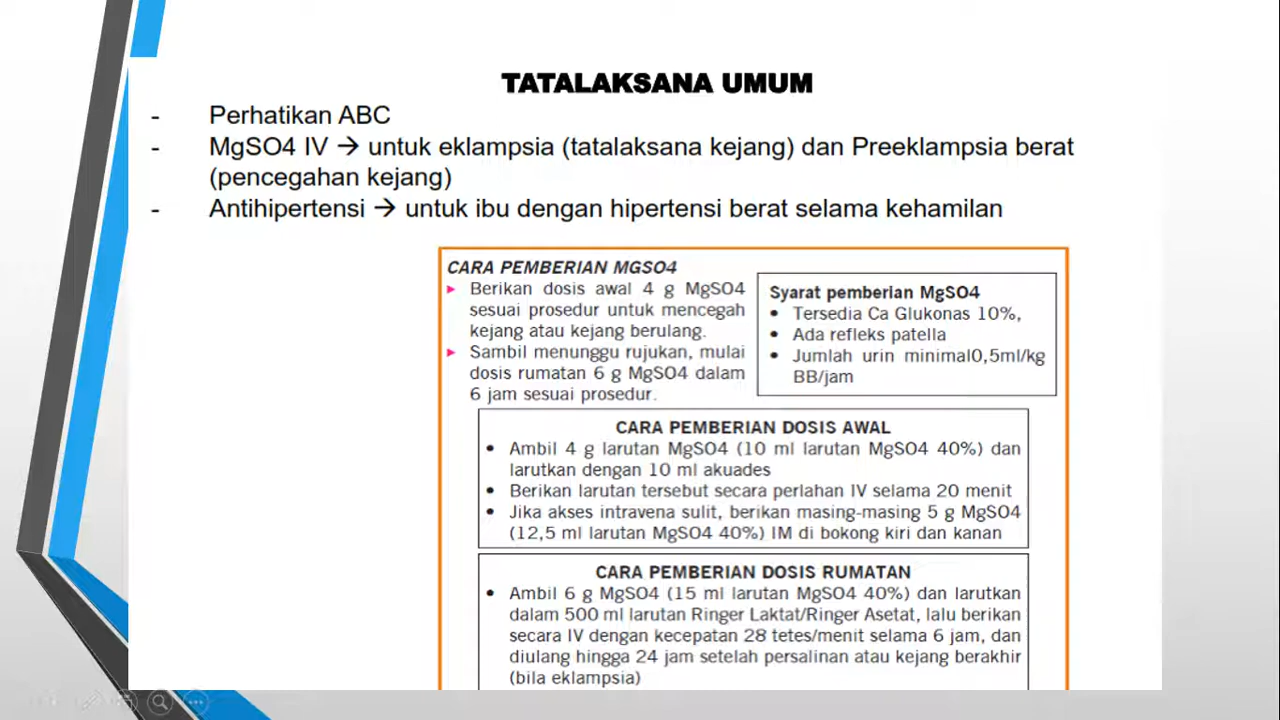 TATALAKSANA UMUM
- Perhatikan ABC
- MgSO4 IV → untuk eklampsia (tatalaksana kejang) dan Preeklampsia berat
(pencegahan kejang)
- Antihipertensi → untuk ibu dengan hipertensi berat selama kehamilan
CARA PEMBERIAN MGSO4
► Berikan dosis awal 4 g MgSO4
sesuai prosedur untuk mencegah
kejang atau kejang berulang.
► Sambil menunggu rujukan, mulai
dosis rumatan 6 g MgSO4 dalam
6 jam sesuai prosedur.
Syarat pemberian MgSO4
• Tersedia Ca Glukonas 10%,
• Ada refleks patella
• Jumlah urin minimal0,5ml/kg
BB/jam
CARA PEMBERIAN DOSIS AWAL
• Ambil 4 g larutan MgSO4 (10 ml larutan MgSO4 40%) dan
larutkan dengan 10 ml akuades
• Berikan larutan tersebut secara perlahan IV selama 20 menit
• Jika akses intravena sulit, berikan masing-masing 5 g MgSO4
(12,5 ml larutan MgSO4 40%) IM di bokong kiri dan kanan
CARA PEMBERIAN DOSIS RUMATAN
• Ambil 6 g MgSO4 (15 ml larutan MgSO4 40%) dan larutkan
dalam 500 ml larutan Ringer Laktat/Ringer Asetat, lalu berikan
secara IV dengan kecepatan 28 tetes/menit selama 6 jam, dan
diulang hingga 24 jam setelah persalinan atau kejang berakhir
(bila eklampsia)